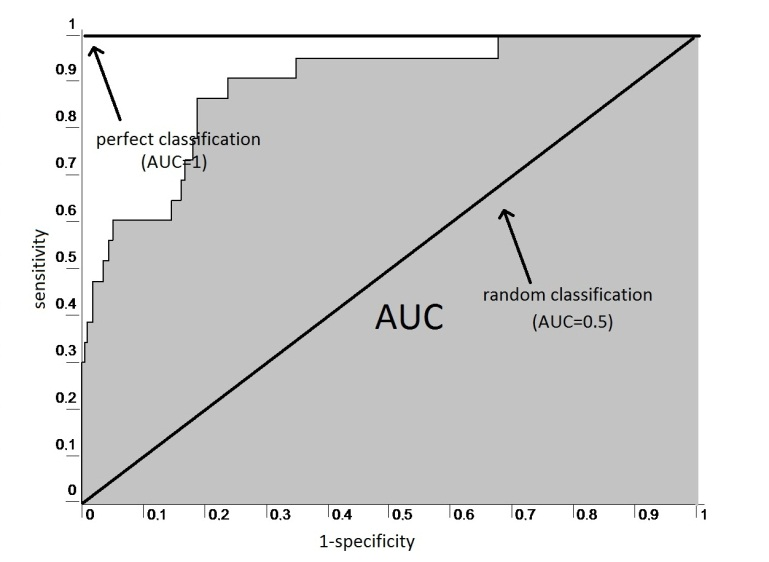 1
0.9
0.8
perfect classification
(AUC=1)
0.7
0.6
sensitivity
0.5
random classification
(AUC=0.5)
AUC
0.4
0.3
0.2
0.1
0
0 0.1 0.2 0.3 0.4 0.5 0.6 0.7 0.8 0.9 1
1-specificity